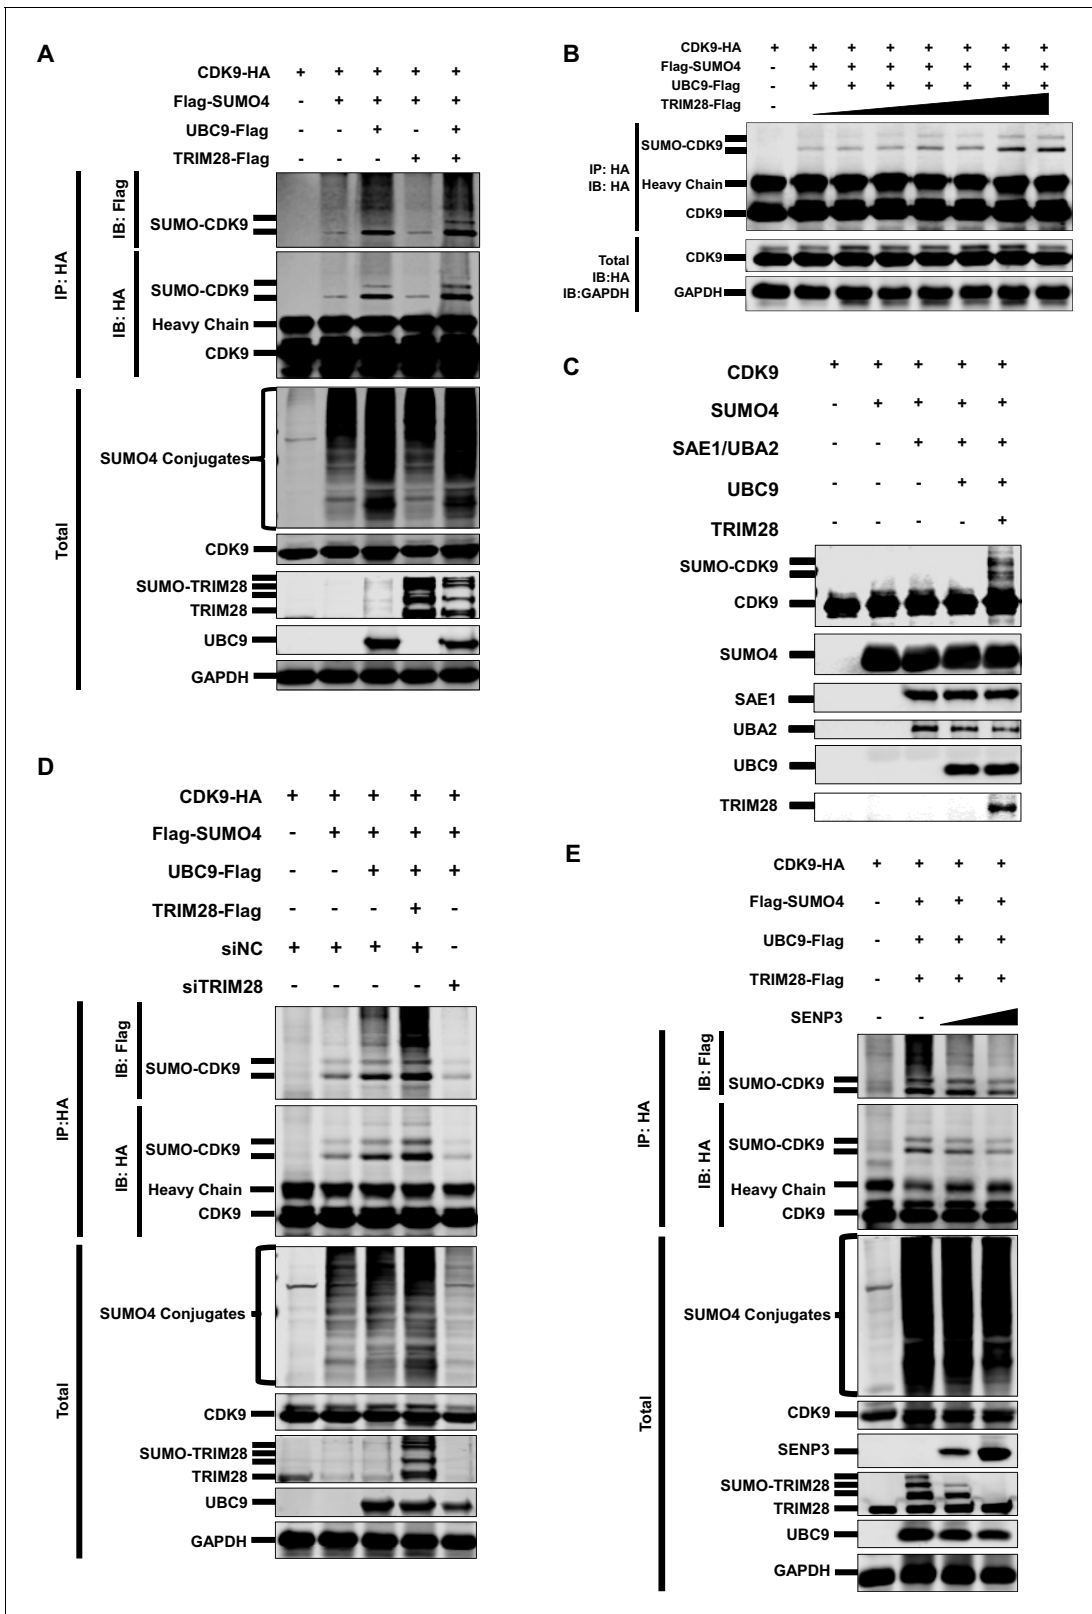 A
CDK9-HA + + + + +
Flag-SUMO4 - + + + +
UBC9-Flag - - + - +
TRIM28-Flag - - - + +
IP: HA
IB: Flag
SUMO-CDK9
IB: HA
SUMO-CDK9
Heavy Chain
CDK9
Total
SUMO4 Conjugates
CDK9
SUMO-TRIM28
TRIM28
UBC9
GAPDH
B
CDK9-HA + + + + + + + +
Flag-SUMO4 - + + + + + + +
UBC9-Flag - + + + + + + +
TRIM28-Flag -
SUMO-CDK9
IP: HA
IB: HA
Heavy Chain
CDK9
Total
IB:HA
IB:GAPDH
CDK9
GAPDH
C
CDK9 + + + + +
SUMO4 - + + + +
SAE1/UBA2 - - + + +
UBC9 - - - + +
TRIM28 - - - - +
SUMO-CDK9
CDK9
SUMO4
SAE1
UBA2
UBC9
TRIM28
D
CDK9-HA + + + + +
Flag-SUMO4 - + + + +
UBC9-Flag - - + + +
TRIM28-Flag - - - + -
siNC + + + + -
siTRIM28 - - - - +
IP:HA
IB: Flag
SUMO-CDK9
IB: HA
SUMO-CDK9
Heavy Chain
CDK9
Total
SUMO4 Conjugates
CDK9
SUMO-TRIM28
TRIM28
UBC9
GAPDH
E
CDK9-HA + + + +
Flag-SUMO4 - + + +
UBC9-Flag - + + +
TRIM28-Flag - + + +
SENP3 - -
IP: HA
IB: Flag
SUMO-CDK9
IB: HA
SUMO-CDK9
Heavy Chain
CDK9
Total
SUMO4 Conjugates
CDK9
SENP3
SUMO-TRIM28
TRIM28
UBC9
GAPDH